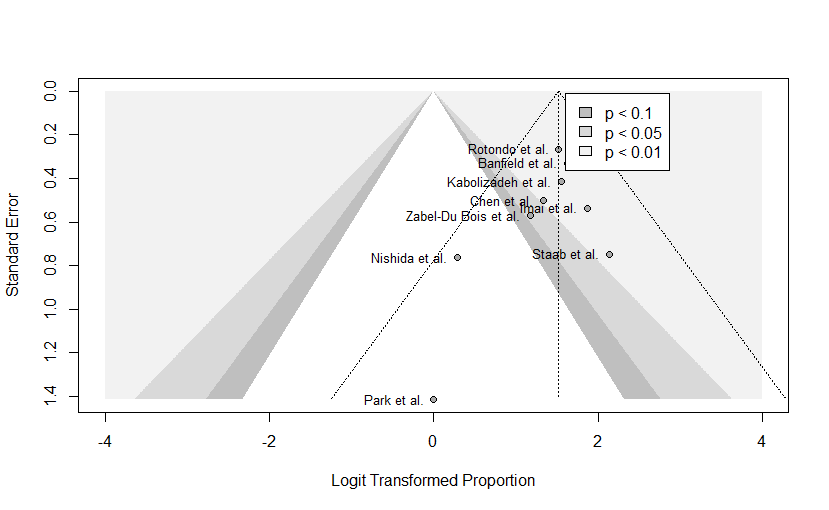 p < 0.1
p < 0.05
p < 0.01
Rotondo et al.
Banfield et al.
Kabolizadeh et al.
Chen et al.
Imai et al.
Zabel-Du Bois et al.
Nishida et al.
Staab et al.
Park et al.
0.0
0.2
0.4
0.6
0.8
1.0
1.2
1.4
Standard Error
-4
-2
0
2
4
Logit Transformed Proportion